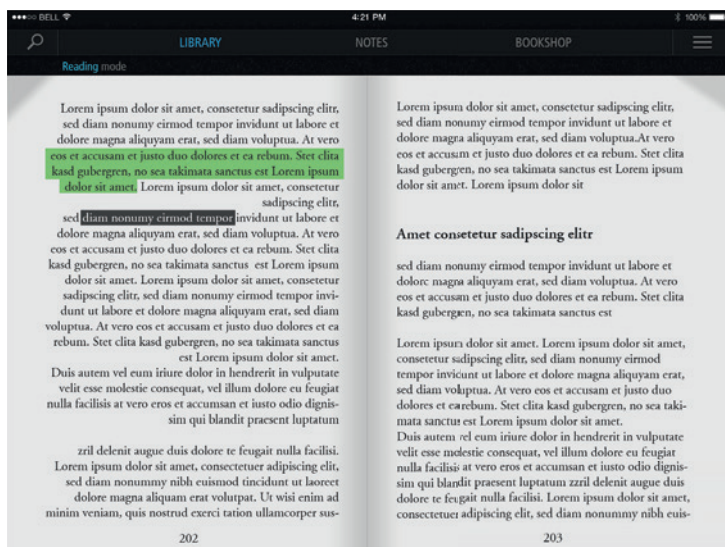 BELL
4:21 PM
100%
LIBRARY
NOTES
BOOKSHOP
Reading mode
Lorem ipsum dolor sit amet, consetetur sadipscing elitr,
sed diam nonumy eirmod tempor invidunt ut labore et
dolore magna aliquyam erat, sed diam voluptua. At vero
eos et accusam et justo duo dolores et ea rebum. Stet clita
kasd gubergren, no sea takimata sanctus est Lorem ipsum
dolor sit amet. Lorem ipsum dolor sit amet, consetetur
sadipscing elitr,
sed diam nonumy eirmod tempor invidunt ut labore et
dolore magna aliquyam erat, sed diam voluptua. At vero
eos et accusam et justo duo dolores et ea rebum. Stet clita
kasd gubergren, no sea takimata sanctus est Lorem ipsum
dolor sit amet. Lorem ipsum dolor sit amet, consetetur
sadipscing elitr, sed diam nonumy eirmod tempor invi-
dunt ut labore et dolore magna aliquyam erat, sed diam
voluptua. At vero eos et accusam et justo duo dolores et ea
rebum. Stet clita kasd gubergren, no sea takimata sanctus
est Lorem ipsum dolor sit amet.
Duis autem vel eum iriure dolor in hendrerit in vulputate
velit esse molestie consequat, vel illum dolore eu feugiat
nulla facilisis at vero eros et accumsan et iusto odio dignis-
sim qui blandit praesent luptatum
zril delenit augue duis dolore te feugait nulla facilisi.
Lorem ipsum dolor sit amet, consectetuer adipiscing elit,
sed diam nonummy nibh euismod tincidunt ut laoreet
dolore magna aliquam erat volutpat. Ut wisi enim ad
minim veniam, quis nostrud exerci tation ullamcorper sus-
202
Lorem ipsum dolor sit amet, consetetur sadipscing elitr,
sed diam nonumy eirmod tempor invidunt ut labore et
dolore magna aliquyam erat, sed diam voluptua.At vero
eos et accusam et justo duo dolores et ea rebum. Stet clita
kasd gubergren, no sea takimata sanctus est Lorem ipsum
dolor sit amet. Lorem ipsum dolor sit
Amet consetetur sadipscing elitr
sed diam nonumy eirmod tempor invidunt ut labore et
dolore magna aliquyam erat, sed diam voluptua. At vero
eos et accusam et justo duo dolores et ea rebum. Stet clita
kasd gubergren, no sea takimata sanctus est
Lorem ipsum dolor sit amet. Lorem ipsum dolor sit amet,
consetetur sadipscing elitr, sed diam nonumy eirmod
tempor invidunt ut labore et dolore magna aliquyam erat,
sed diam voluptua. At vero eos et accusam et justo duo
dolores et ea rebum. Stet clita kasd gubergren, no sea taki-
mata sanctus est Lorem ipsum dolor sit amet.
Duis autem vel eum iriure dolor in hendrerit in vulputate
velit esse molestie consequat, vel illum dolore eu feugiat
nulla facilisis at vero eros et accumsan et iusto odio dignis-
sim qui blandit praesent luptatum zzril delenit augue duis
dolore te feugait nulla facilisi. Lorem ipsum dolor sit amet,
consectetuer adipiscing elit, sed diam nonummy nibh euis-
203